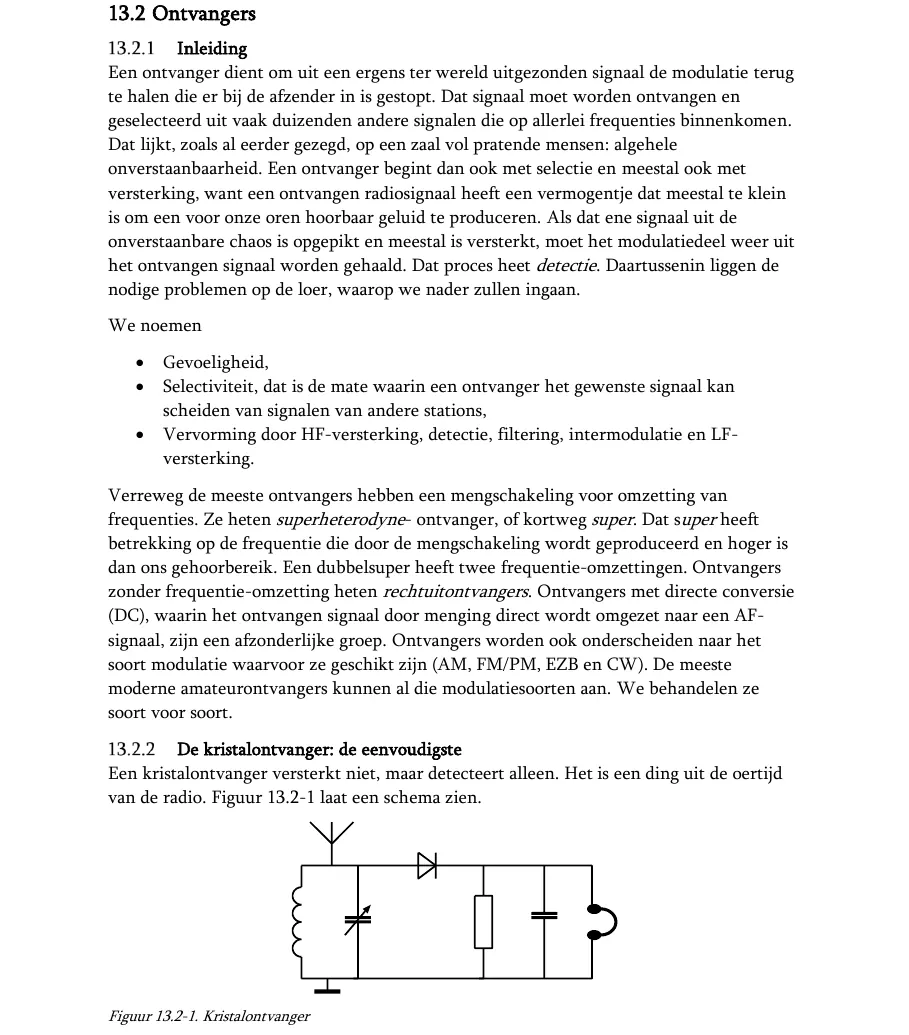 13.2 Ontvangers
13.2.1 Inleiding
Een ontvanger dient om uit een ergens ter wereld uitgezonden signaal de modulatie terug
te halen die er bij de afzender in is gestopt. Dat signaal moet worden ontvangen en
geselecteerd uit vaak duizenden andere signalen die op allerlei frequenties binnenkomen.
Dat lijkt, zoals al eerder gezegd, op een zaal vol pratende mensen: algehele
onverstaanbaarheid. Een ontvanger begint dan ook met selectie en meestal ook met
versterking, want een ontvangen radiosignaal heeft een vermogentje dat meestal te klein
is om een voor onze oren hoorbaar geluid te produceren. Als dat ene signaal uit de
onverstaanbare chaos is opgepikt en meestal is versterkt, moet het modulatiedeel weer uit
het ontvangen signaal worden gehaald. Dat proces heet detectie. Daartussenin liggen de
nodige problemen op de loer, waarop we nader zullen ingaan.
We noemen
• Gevoeligheid,
• Selectiviteit, dat is de mate waarin een ontvanger het gewenste signaal kan
scheiden van signalen van andere stations,
• Vervorming door HF-versterking, detectie, filtering, intermodulatie en LF-
versterking.
Verreweg de meeste ontvangers hebben een mengschakeling voor omzetting van
frequenties. Ze heten superheterodyne- ontvanger, of kortweg super. Dat super heeft
betrekking op de frequentie die door de mengschakeling wordt geproduceerd en hoger is
dan ons gehoorbereik. Een dubbelsuper heeft twee frequentie-omzettingen. Ontvangers
zonder frequentie-omzetting heten rechtuitontvangers. Ontvangers met directe conversie
(DC), waarin het ontvangen signaal door menging direct wordt omgezet naar een AF-
signaal, zijn een afzonderlijke groep. Ontvangers worden ook onderscheiden naar het
soort modulatie waarvoor ze geschikt zijn (AM, FM/PM, EZB en CW). De meeste
moderne amateurontvangers kunnen al die modulatiesoorten aan. We behandelen ze
soort voor soort.
13.2.2 De kristalontvanger: de eenvoudigste
Een kristalontvanger versterkt niet, maar detecteert alleen. Het is een ding uit de oertijd
van de radio. Figuur 13.2-1 laat een schema zien.
Figuur 13.2-1. Kristalontvanger